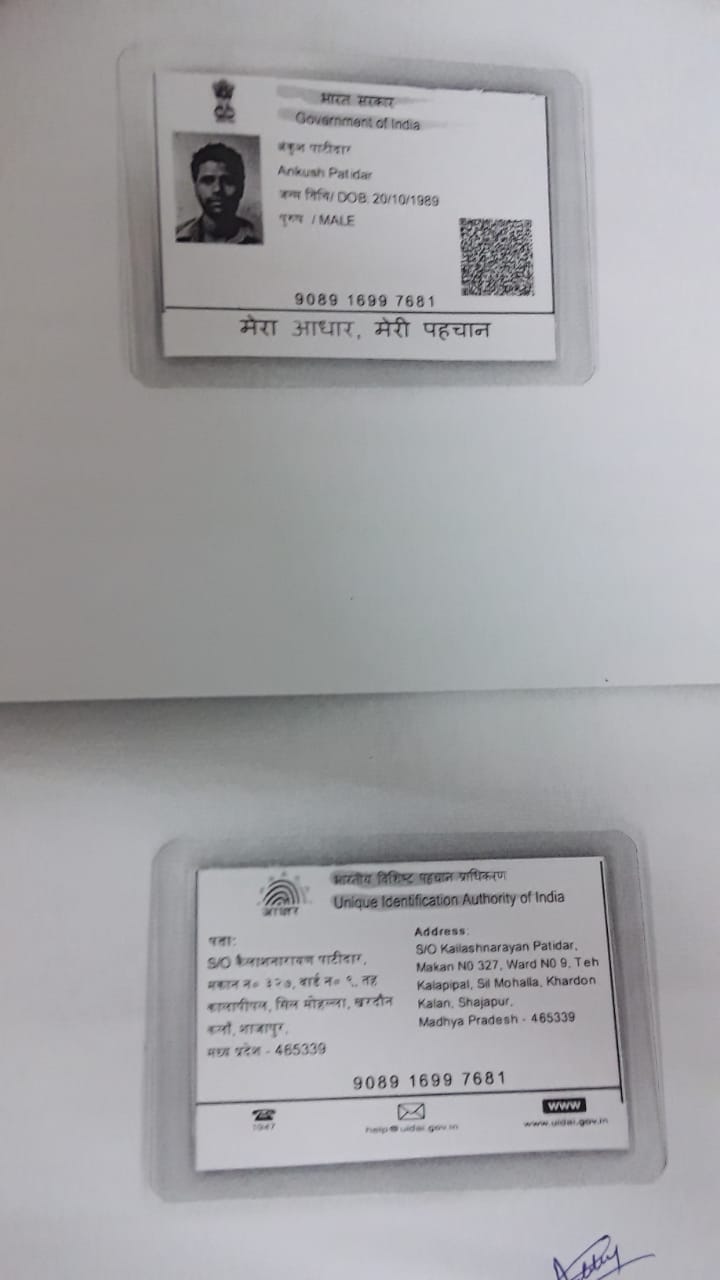 भारत सरकार
Government of India
अंकुश पाटीदार
Ankush Patidar
जन्म तिथि/ DOB: 20/10/1989
पुरुष / MALE
9089 1699 7681
मेरा आधार, मेरी पहचान
भारतीय विशिष्ट पहचान प्राधिकरण
Unique Identification Authority of India
आधार
पता:
S/O कैलाशनारायण पाटीदार,
मकान न० ३२७, वार्ड न० ९, तह
कालापीपल, सिल मोहल्ला, खरदौन
कलाँ, शाजापुर,
मध्य प्रदेश - 465339
Address:
S/O Kailashnarayan Patidar,
Makan N0 327, Ward N0 9, Teh
Kalapipal, Sil Mohalla, Khardon
Kalan, Shajapur,
Madhya Pradesh - 465339
9089 1699 7681
1947
help@uidai.gov.in
www
www.uidai.gov.in